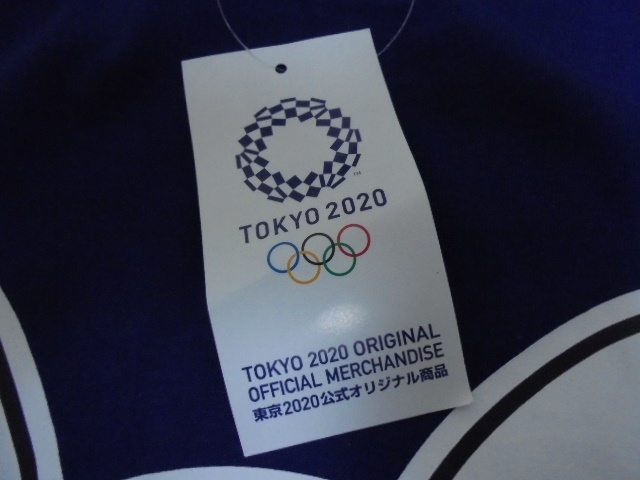 TM
TOKYO 2020
TOKYO 2020 ORIGINAL
OFFICIAL MERCHANDISE
東京2020公式オリジナル商品